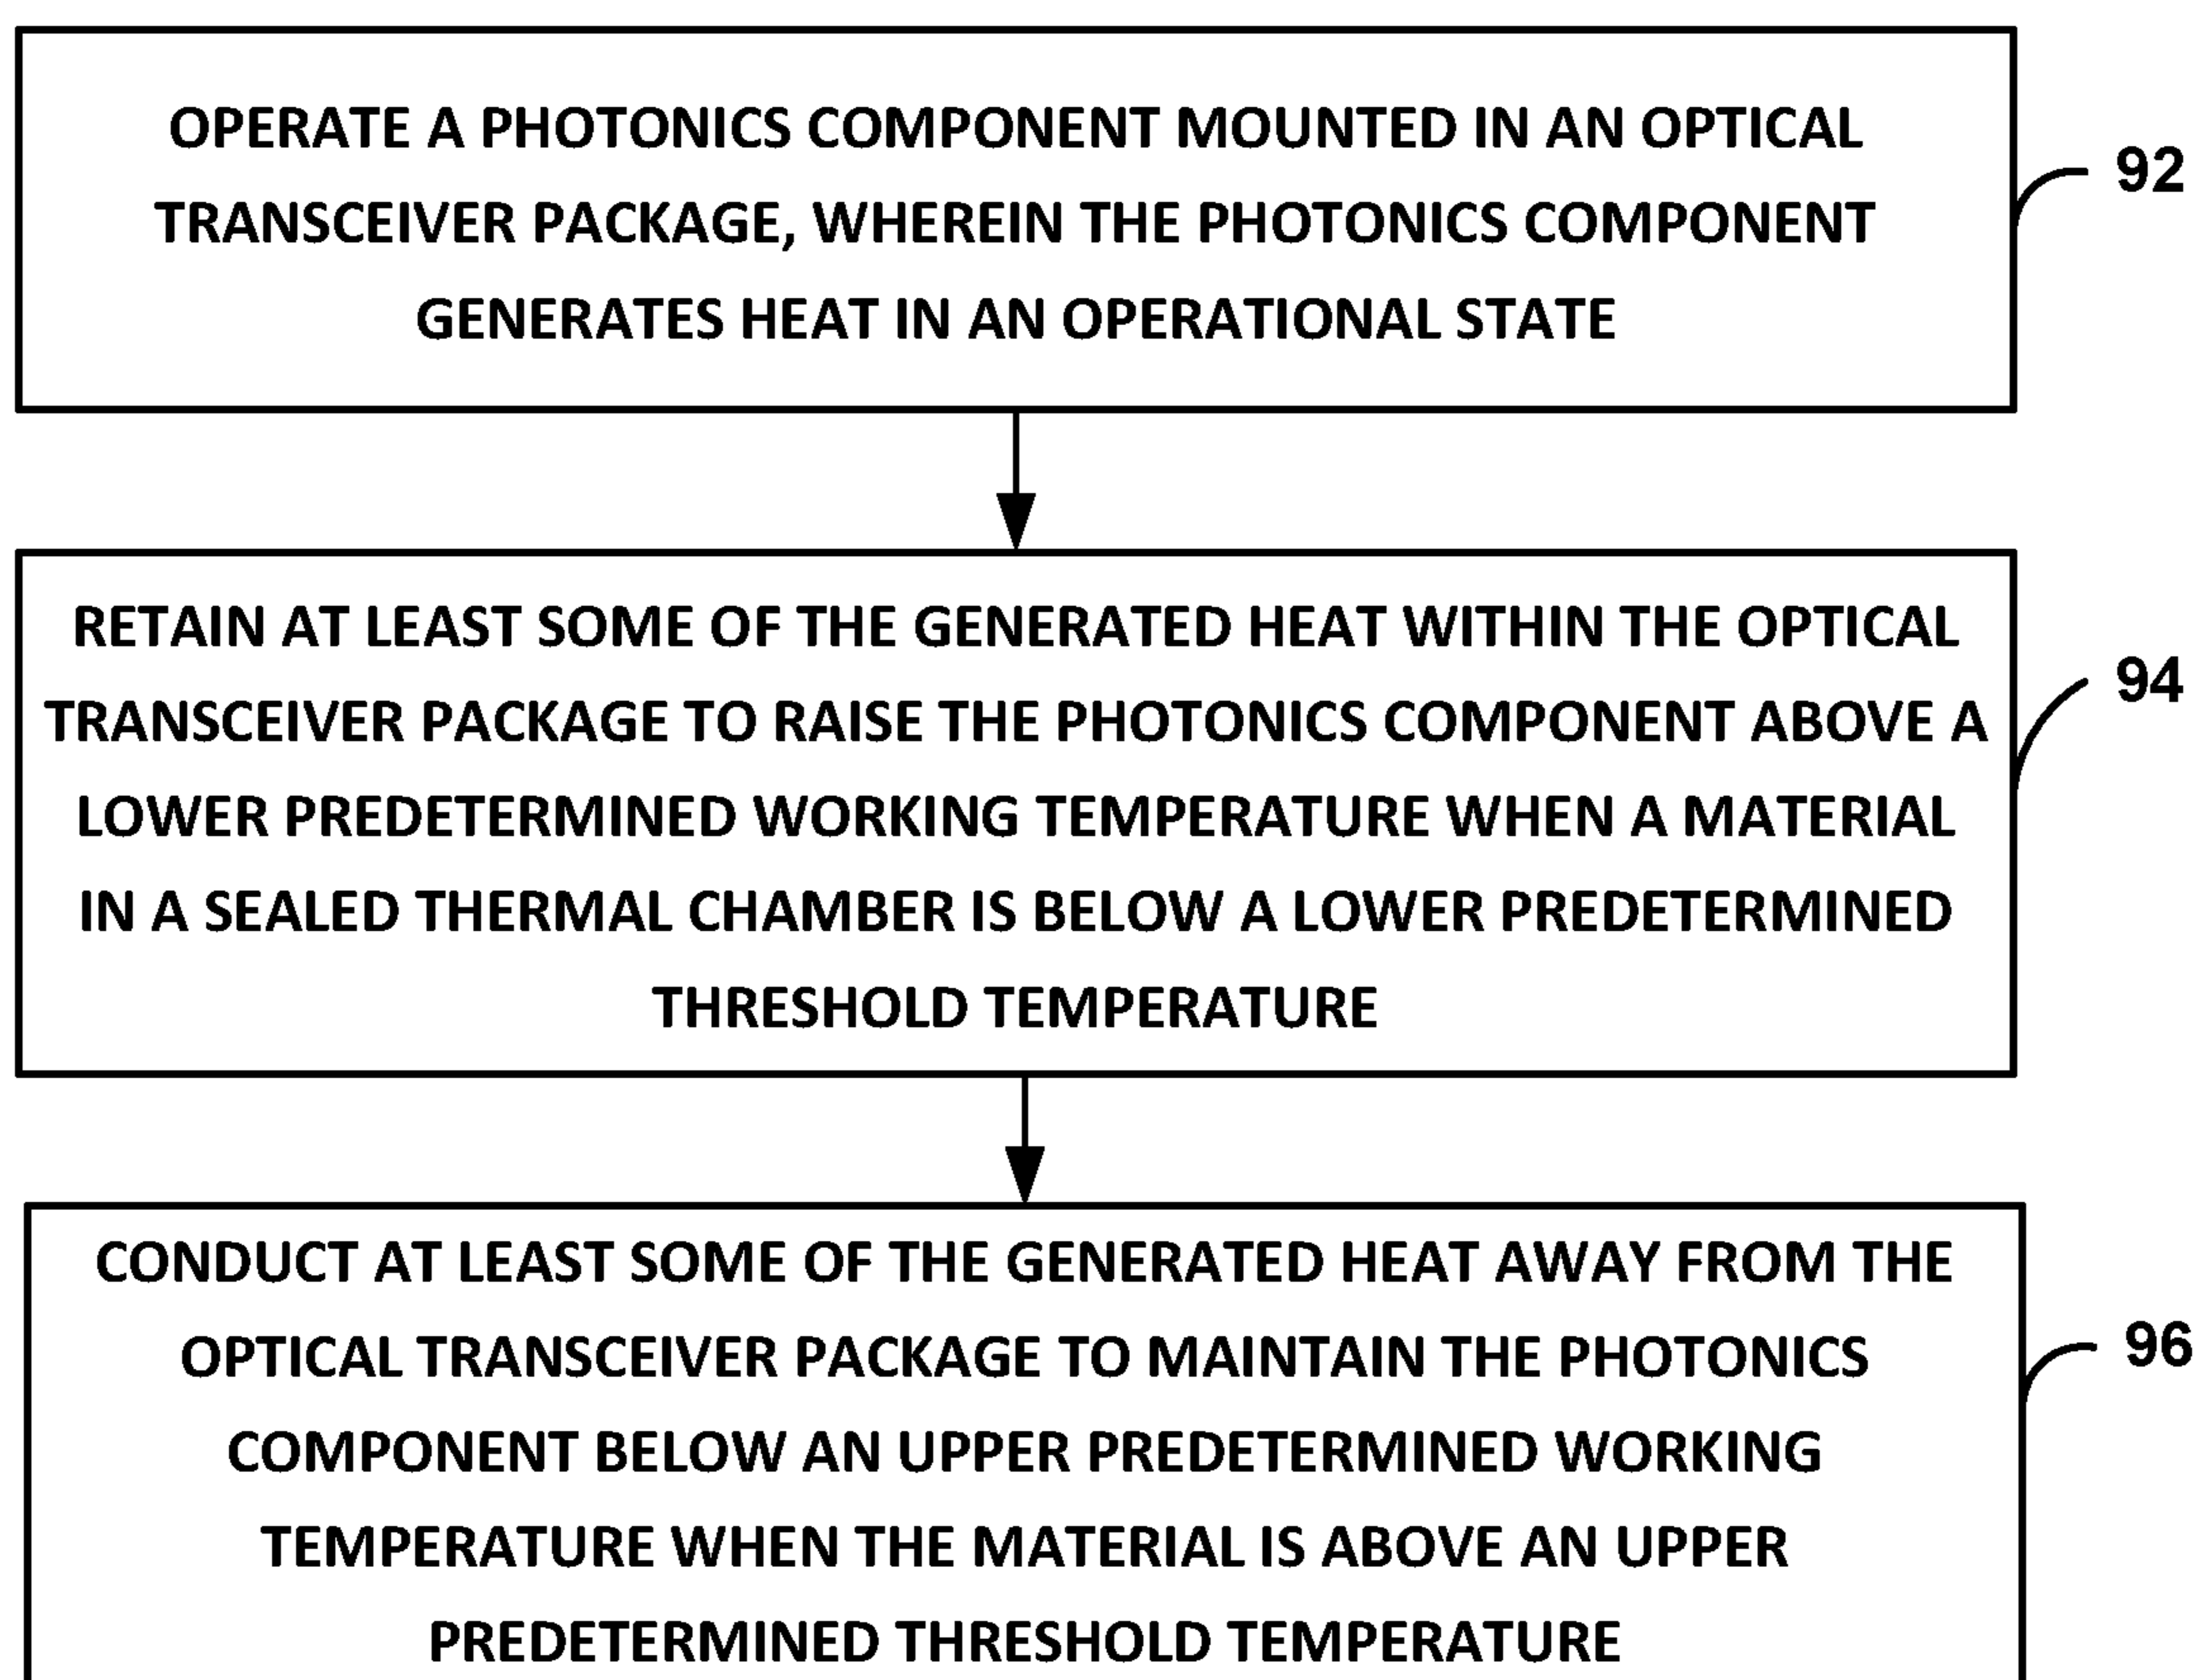 OPERATE A PHOTONICS COMPONENT MOUNTED IN AN OPTICAL
TRANSCEIVER PACKAGE, WHEREIN THE PHOTONICS COMPONENT
GENERATES HEAT IN AN OPERATIONAL STATE
92
RETAIN AT LEAST SOME OF THE GENERATED HEAT WITHIN THE OPTICAL
TRANSCEIVER PACKAGE TO RAISE THE PHOTONICS COMPONENT ABOVE A
LOWER PREDETERMINED WORKING TEMPERATURE WHEN A MATERIAL
IN A SEALED THERMAL CHAMBER IS BELOW A LOWER PREDETERMINED
THRESHOLD TEMPERATURE
94
CONDUCT AT LEAST SOME OF THE GENERATED HEAT AWAY FROM THE
OPTICAL TRANSCEIVER PACKAGE TO MAINTAIN THE PHOTONICS
COMPONENT BELOW AN UPPER PREDETERMINED WORKING
TEMPERATURE WHEN THE MATERIAL IS ABOVE AN UPPER
PREDETERMINED THRESHOLD TEMPERATURE
96